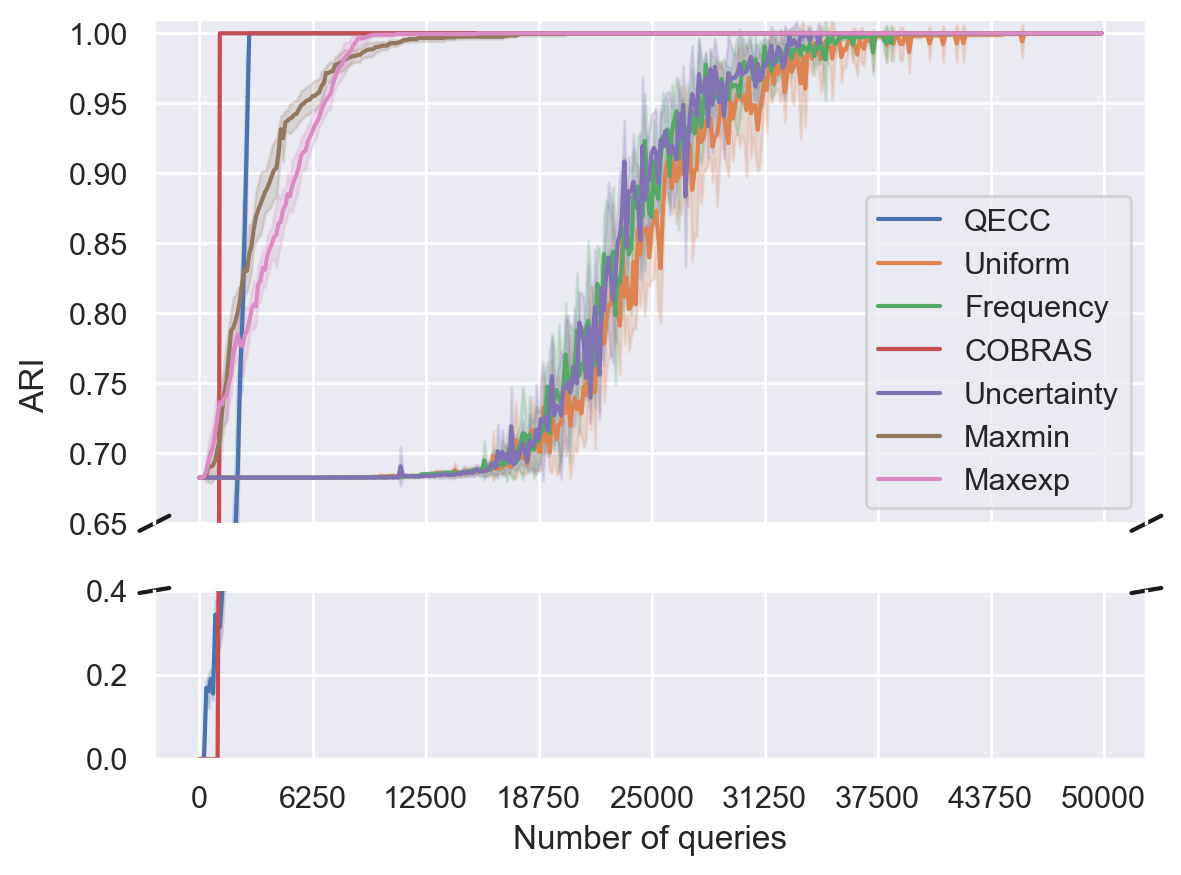 1.00
0.95
0.90
0.85
0.80
0.75
0.70
0.65
0.4
0.2
0.0
ARI
QECC
Uniform
Frequency
COBRAS
Uncertainty
Maxmin
Maxexp
0 6250 12500 18750 25000 31250 37500 43750 50000
Number of queries